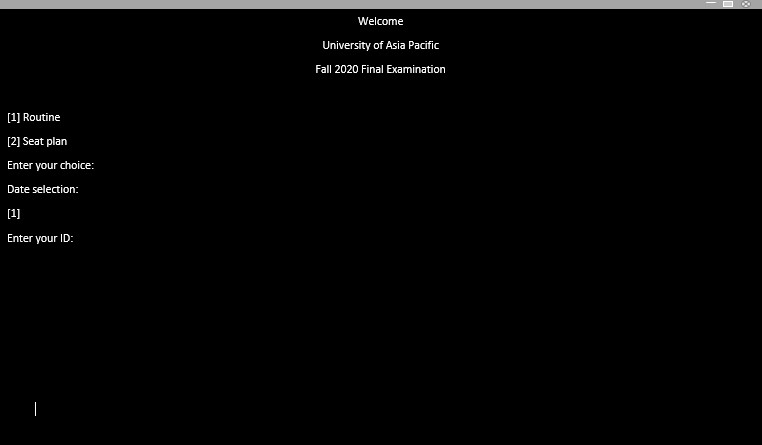 Welcome
University of Asia Pacific
Fall 2020 Final Examination
[1] Routine
[2] Seat plan
Enter your choice:
Date selection:
[1]
Enter your ID: